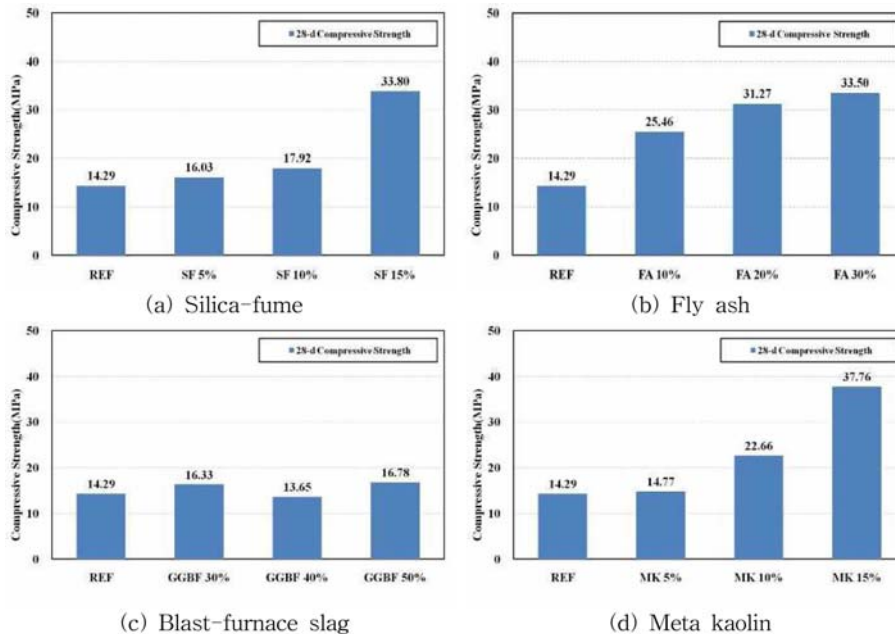 50
28-d Compressive Strength
40
33.80
30
20
17.92
16.03
14.29
10
0
Compressive Strength(MPa)
REF SF 5% SF 10% SF 15%
(a) Silica-fume
50
28-d Compressive Strength
40
33.50
31.27
30
25.46
20
14.29
10
0
Compressive Strength(MPa)
REF FA 10% FA 20% FA 30%
(b) Fly ash
50
28-d Compressive Strength
40
30
20
16.33
16.78
14.29
13.65
10
0
Compressive Strength(MPa)
REF GGBF 30% GGBF 40% GGBF 50%
(c) Blast-furnace slag
50
28-d Compressive Strength
40
37.76
30
22.66
20
14.29
14.77
10
0
Compressive Strength(MPa)
REF MK 5% MK 10% MK 15%
(d) Meta kaolin